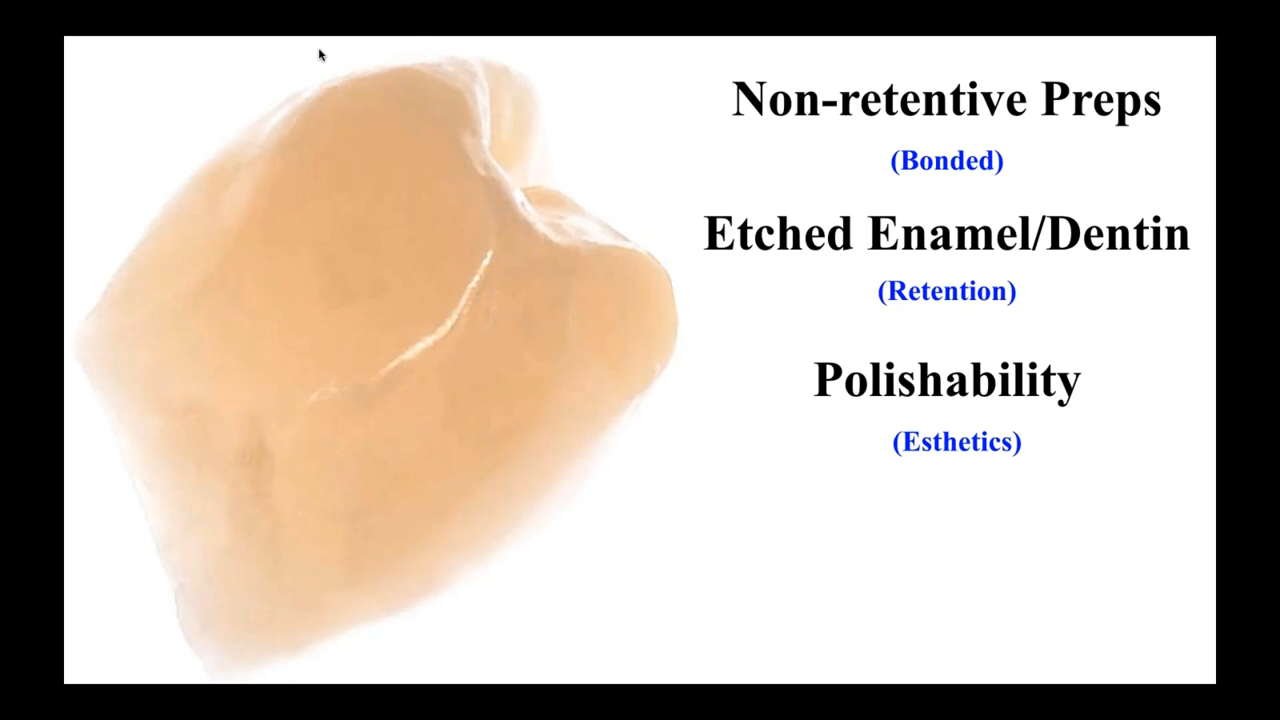 Non-retentive Preps
(Bonded)
Etched Enamel/Dentin
(Retention)
Polishability
(Esthetics)